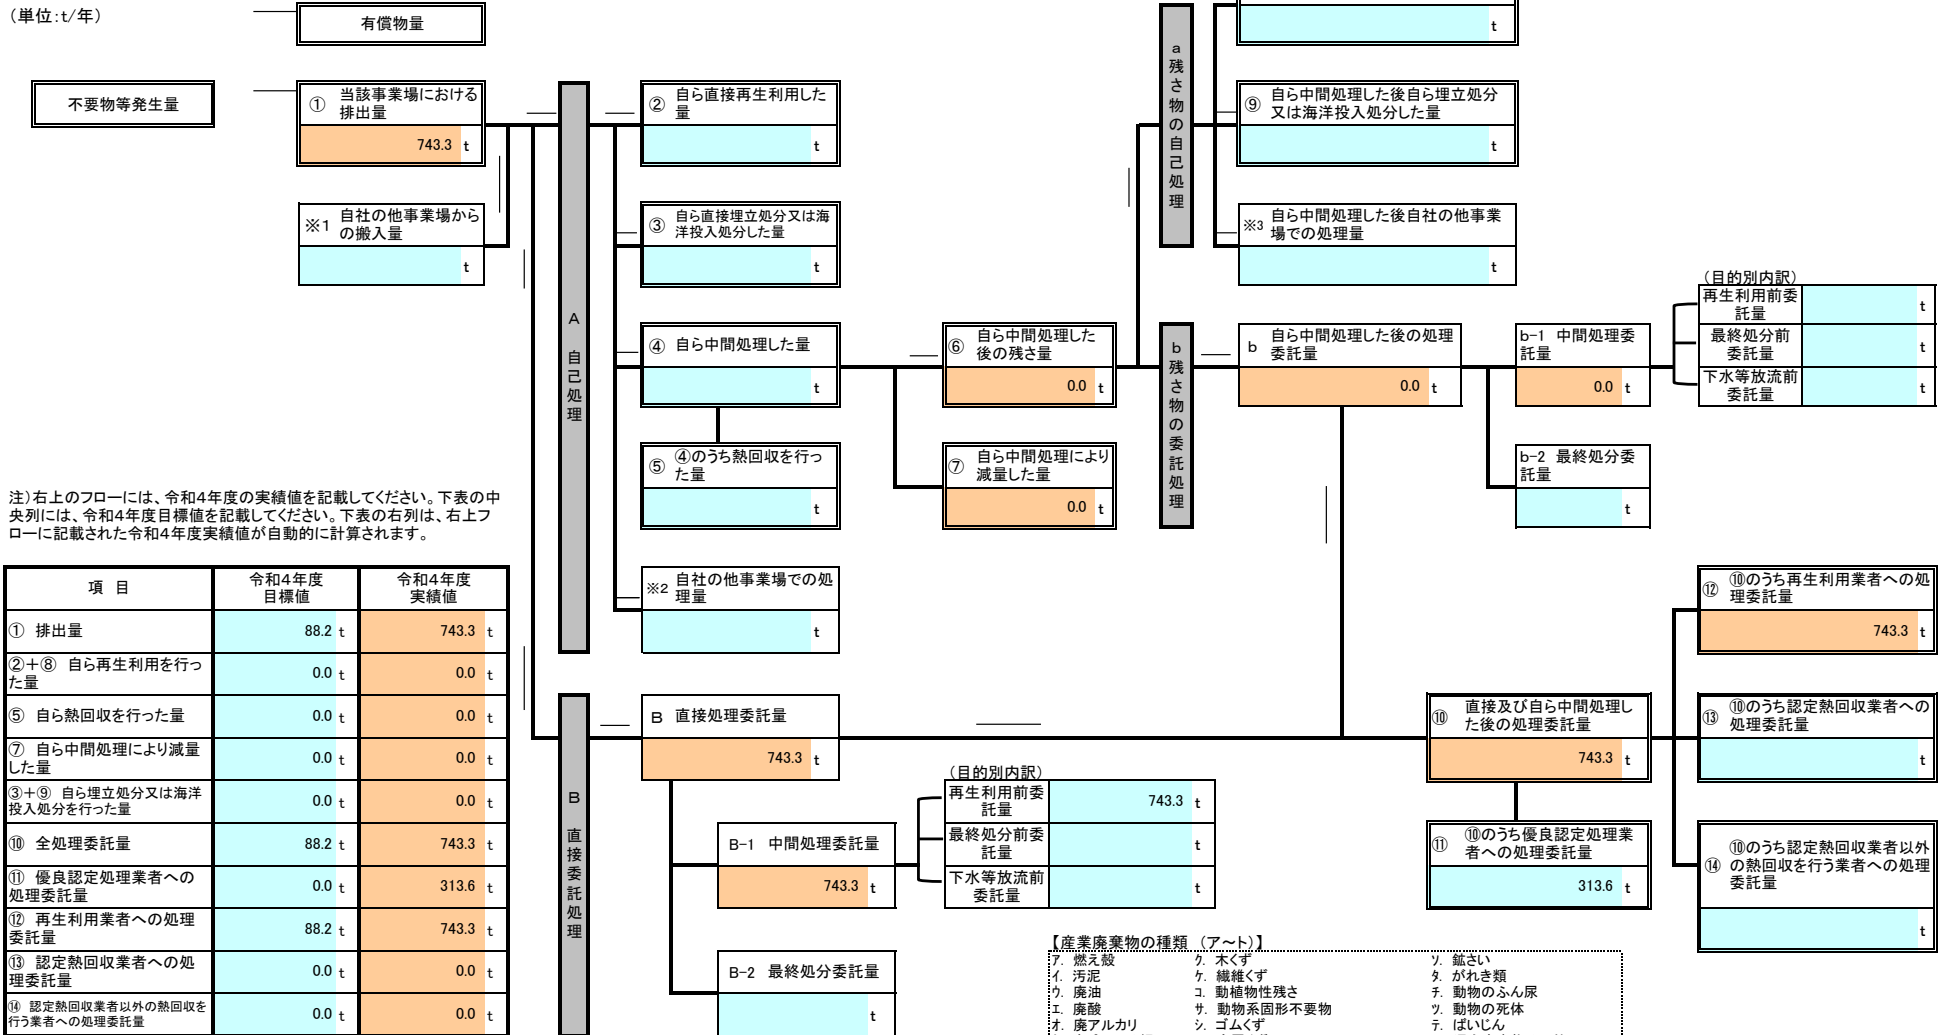 (単位:t/年)
有償物量
t
不要物等発生量
① 当該事業場における
排出量
743.3 t
※1 自社の他事業場から
の搬入量
t
A 自己処理
② 自ら直接再生利用した
量
t
③ 自ら直接埋立処分又は海
洋投入処分した量
t
④ 自ら中間処理した量
t
⑤ ④のうち熱回収を行っ
た量
t
※2 自社の他事業場での処
理量
t
⑥ 自ら中間処理した
後の残さ量
0.0 t
⑦ 自ら中間処理により
減量した量
0.0 t
a 残さ物の自己処理
⑨ 自ら中間処理した後自ら埋立処分
又は海洋投入処分した量
t
※3 自ら中間処理した後自社の他事業
場での処理量
t
b 残さ物の委託処理
b 自ら中間処理した後の処理
委託量
0.0 t
b-1 中間処理委
託量
0.0 t
b-2 最終処分委
託量
t
(目的別内訳)
再生利用前委
託量
t
最終処分前
委託量
t
下水等放流前
委託量
t
注)右上のフローには、令和4年度の実績値を記載してください。下表の中
央列には、令和4年度目標値を記載してください。下表の右列は、右上フ
ローに記載された令和4年度実績値が自動的に計算されます。
項 目 令和4年度
目標値 令和4年度
実績値
① 排出量 88.2 t 743.3 t
②+⑧ 自ら再生利用を行っ
た量 0.0 t 0.0 t
⑤ 自ら熱回収を行った量 0.0 t 0.0 t
⑦ 自ら中間処理により減量
した量 0.0 t 0.0 t
③+⑨ 自ら埋立処分又は海洋
投入処分を行った量 0.0 t 0.0 t
⑩ 全処理委託量 88.2 t 743.3 t
⑪ 優良認定処理業者への
処理委託量 0.0 t 313.6 t
⑫ 再生利用業者への処理
委託量 88.2 t 743.3 t
⑬ 認定熱回収業者への処
理委託量 0.0 t 0.0 t
⑭ 認定熱回収業者以外の熱回収を
行う業者への処理委託量 0.0 t 0.0 t
B 直接委託処理
B 直接処理委託量
743.3 t
B-1 中間処理委託量
743.3 t
B-2 最終処分委託量
t
(目的別内訳)
再生利用前委
託量
743.3 t
最終処分前委
託量
t
下水等放流前
委託量
t
⑩ 直接及び自ら中間処理し
た後の処理委託量
743.3 t
⑪ ⑩のうち優良認定処理業
者への処理委託量
313.6 t
⑫ ⑩のうち再生利用業者への処
理委託量
743.3 t
⑬ ⑩のうち認定熱回収業者への
処理委託量
t
⑭ ⑩のうち認定熱回収業者以外
の熱回収を行う業者への処理
委託量
t
【産業廃棄物の種類 (ア~ト)】
ア. 燃え殻 ク. 木くず ソ. 鉱さい
イ. 汚泥 ケ. 繊維くず タ. がれき類
ウ. 廃油 コ. 動植物性残さ チ. 動物のふん尿
エ. 廃酸 サ. 動物系固形不要物 ツ. 動物の死体
オ. 廃アルカリ シ. ゴムくず テ. ばいじん